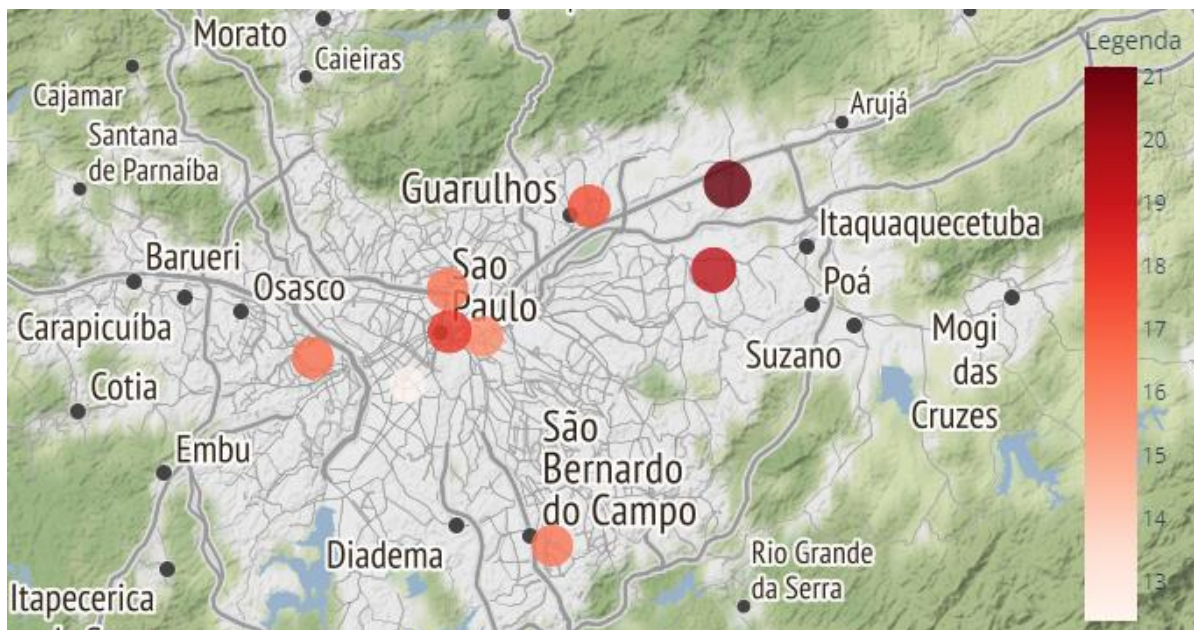 Morato
Caieiras
Cajamar
Santana
de Parnaíba
Arujá
Guarulhos
Itaquaquecetuba
Barueri
Osasco
Sao
Paulo
Poá
Carapicuíba
Suzano
Mogi
das
Cruzes
Cotia
São
Bernardo
do Campo
Embu
Diadema
Rio Grande
da Serra
Itapecerica
Legenda
21
20
19
18
17
16
15
14
13